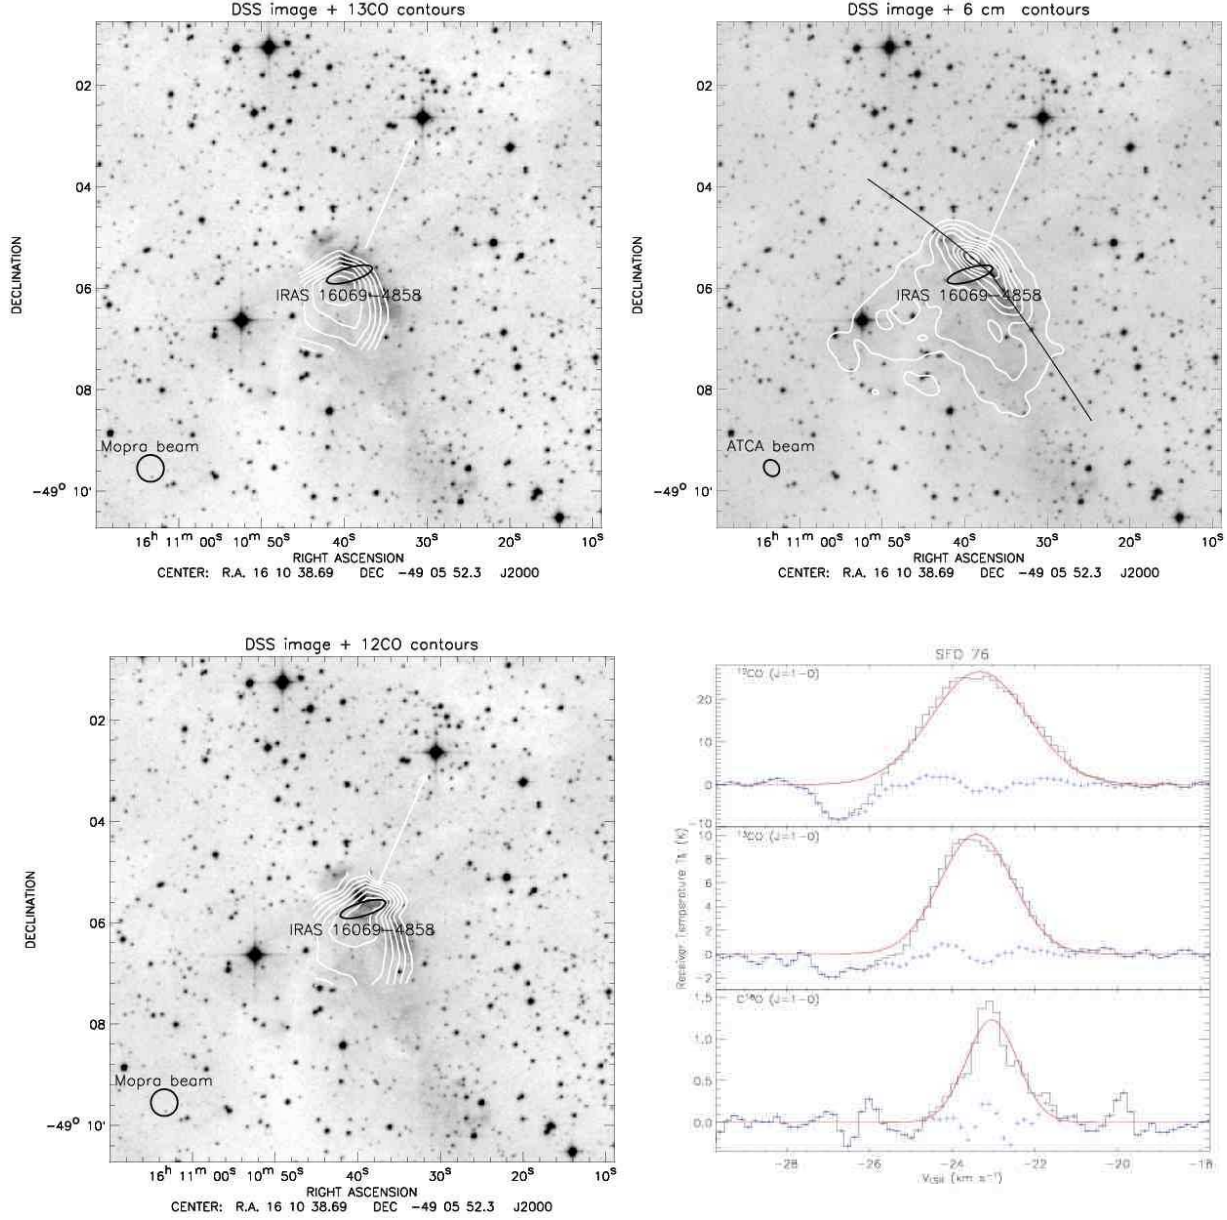 DSS image + 13CO contours
02
04
06
08
−49° 10'
DECLINATION
IRAS 16069−4858
Mopra beam
16ʰ 11ᵐ 00ˢ 10ᵐ 50ˢ 40ˢ 30ˢ 20ˢ 10ˢ
RIGHT ASCENSION
CENTER: R.A. 16 10 38.69 DEC −49 05 52.3 J2000
DSS image + 6 cm contours
02
04
06
08
−49° 10'
DECLINATION
IRAS 16069−4858
ATCA beam
16ʰ 11ᵐ 00ˢ 10ᵐ 50ˢ 40ˢ 30ˢ 20ˢ 10ˢ
RIGHT ASCENSION
CENTER: R.A. 16 10 38.69 DEC −49 05 52.3 J2000
DSS image + 12CO contours
02
04
06
08
−49° 10'
DECLINATION
IRAS 16069−4858
Mopra beam
16ʰ 11ᵐ 00ˢ 10ᵐ 50ˢ 40ˢ 30ˢ 20ˢ 10ˢ
RIGHT ASCENSION
CENTER: R.A. 16 10 38.69 DEC −49 05 52.3 J2000
76
¹²CO (J=1−0)
20
10
0
−10
¹³CO (J=1−0)
10
8
6
4
2
0
−2
C¹⁸O (J=1−0)
1.5
1.0
0.5
0.0
Receiver Temperature (K)
−28 −26 −24 −22 −20 −18
(km s⁻¹)